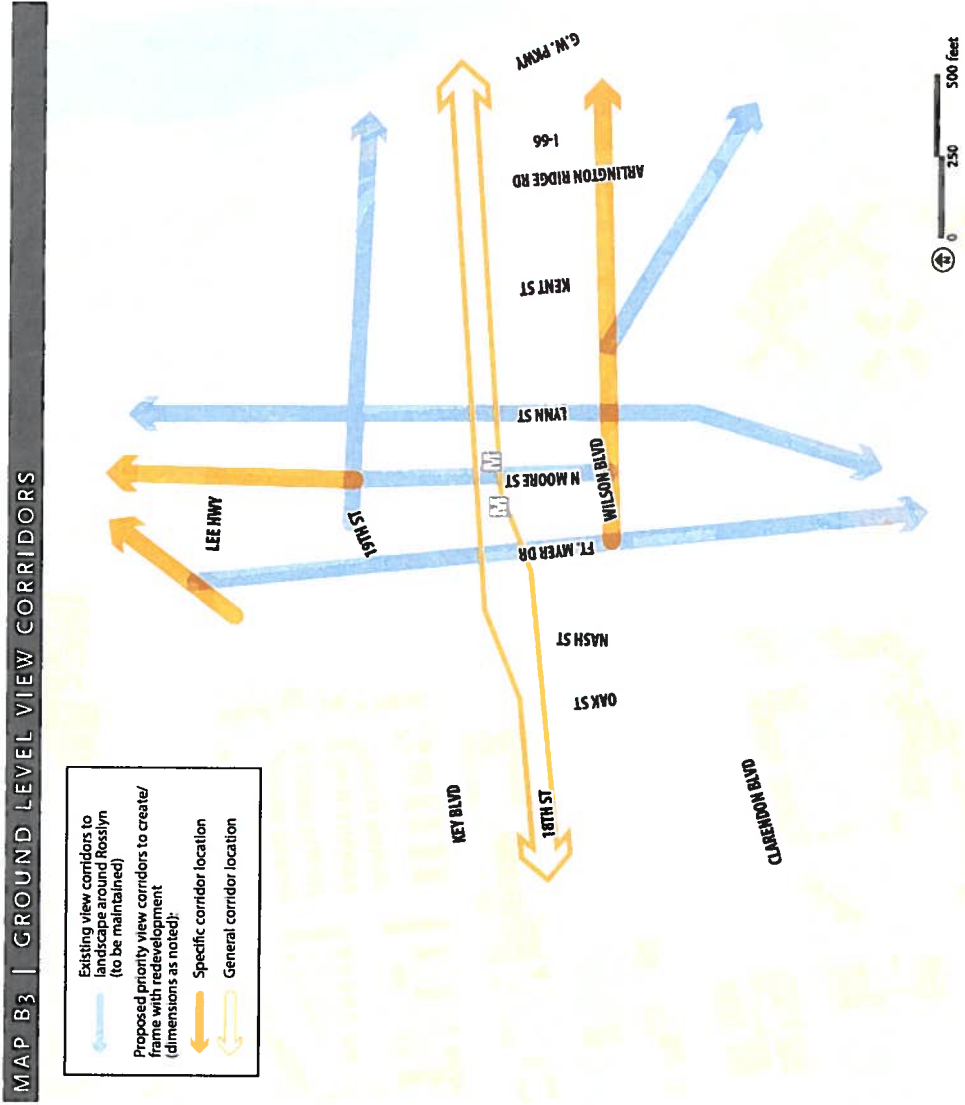 MAP B3 | GROUND LEVEL VIEW CORRIDORS
Existing view corridors to
landscape around Rosslyn
(to be maintained)
Proposed priority view corridors to create/
frame with redevelopment
(dimensions as noted):
Specific corridor location
General corridor location
LEE HWY
19TH ST
KEY BLVD
18TH ST
CLARENDON BLVD
OAK ST
NASH ST
FT. MYER DR
N MOORE ST
M
M
WILSON BLVD
LYNN ST
KENT ST
ARLINGTON RIDGE RD
I-66
G.W. PKWY
N
0 250 500 feet